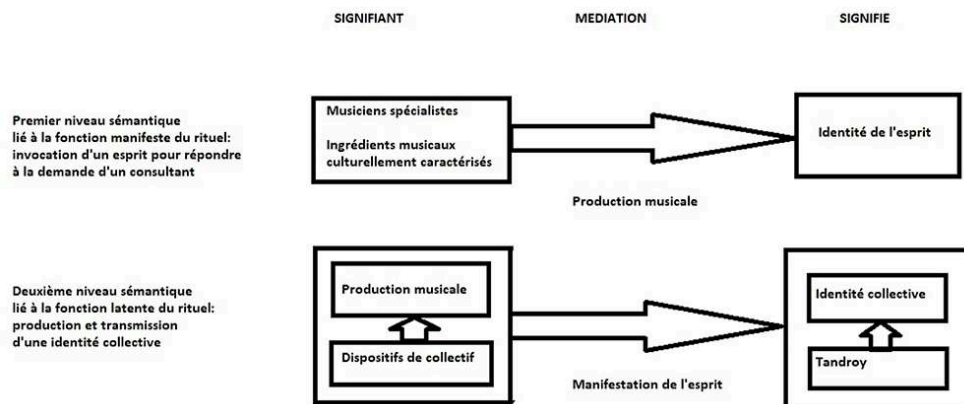 SIGNIFIANT
MEDIATION
SIGNIFIE
Premier niveau sémantique
lié à la fonction manifeste du rituel:
invocation d'un esprit pour répondre
à la demande d'un consultant
Musiciens spécialistes
Ingrédients musicaux
culturellement caractérisés
Identité de l'esprit
Production musicale
Deuxième niveau sémantique
lié à la fonction latente du rituel:
production et transmission
d'une identité collective
Production musicale
Dispositifs de collectif
Manifestation de l'esprit
Identité collective
Tandroy